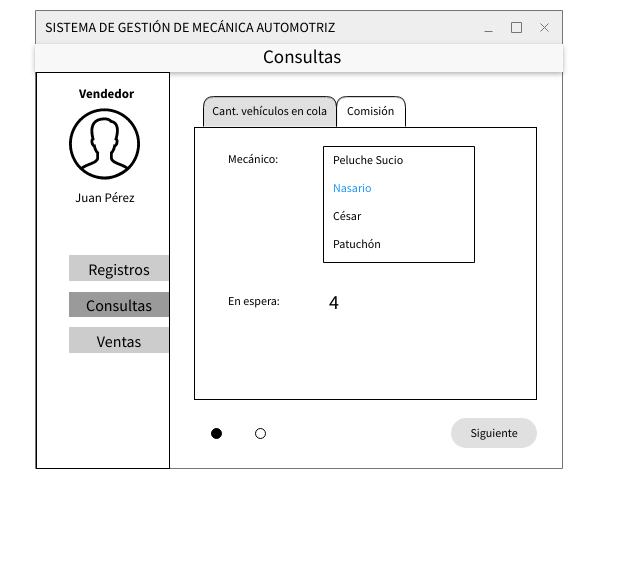 SISTEMA DE GESTIÓN DE MECÁNICA AUTOMOTRIZ
Consultas
Vendedor
Juan Pérez
Registros
Consultas
Ventas
Cant. vehículos en cola
Comisión
Mecánico:
Peluche Sucio
Nasario
César
Patuchón
En espera:
4
Siguiente